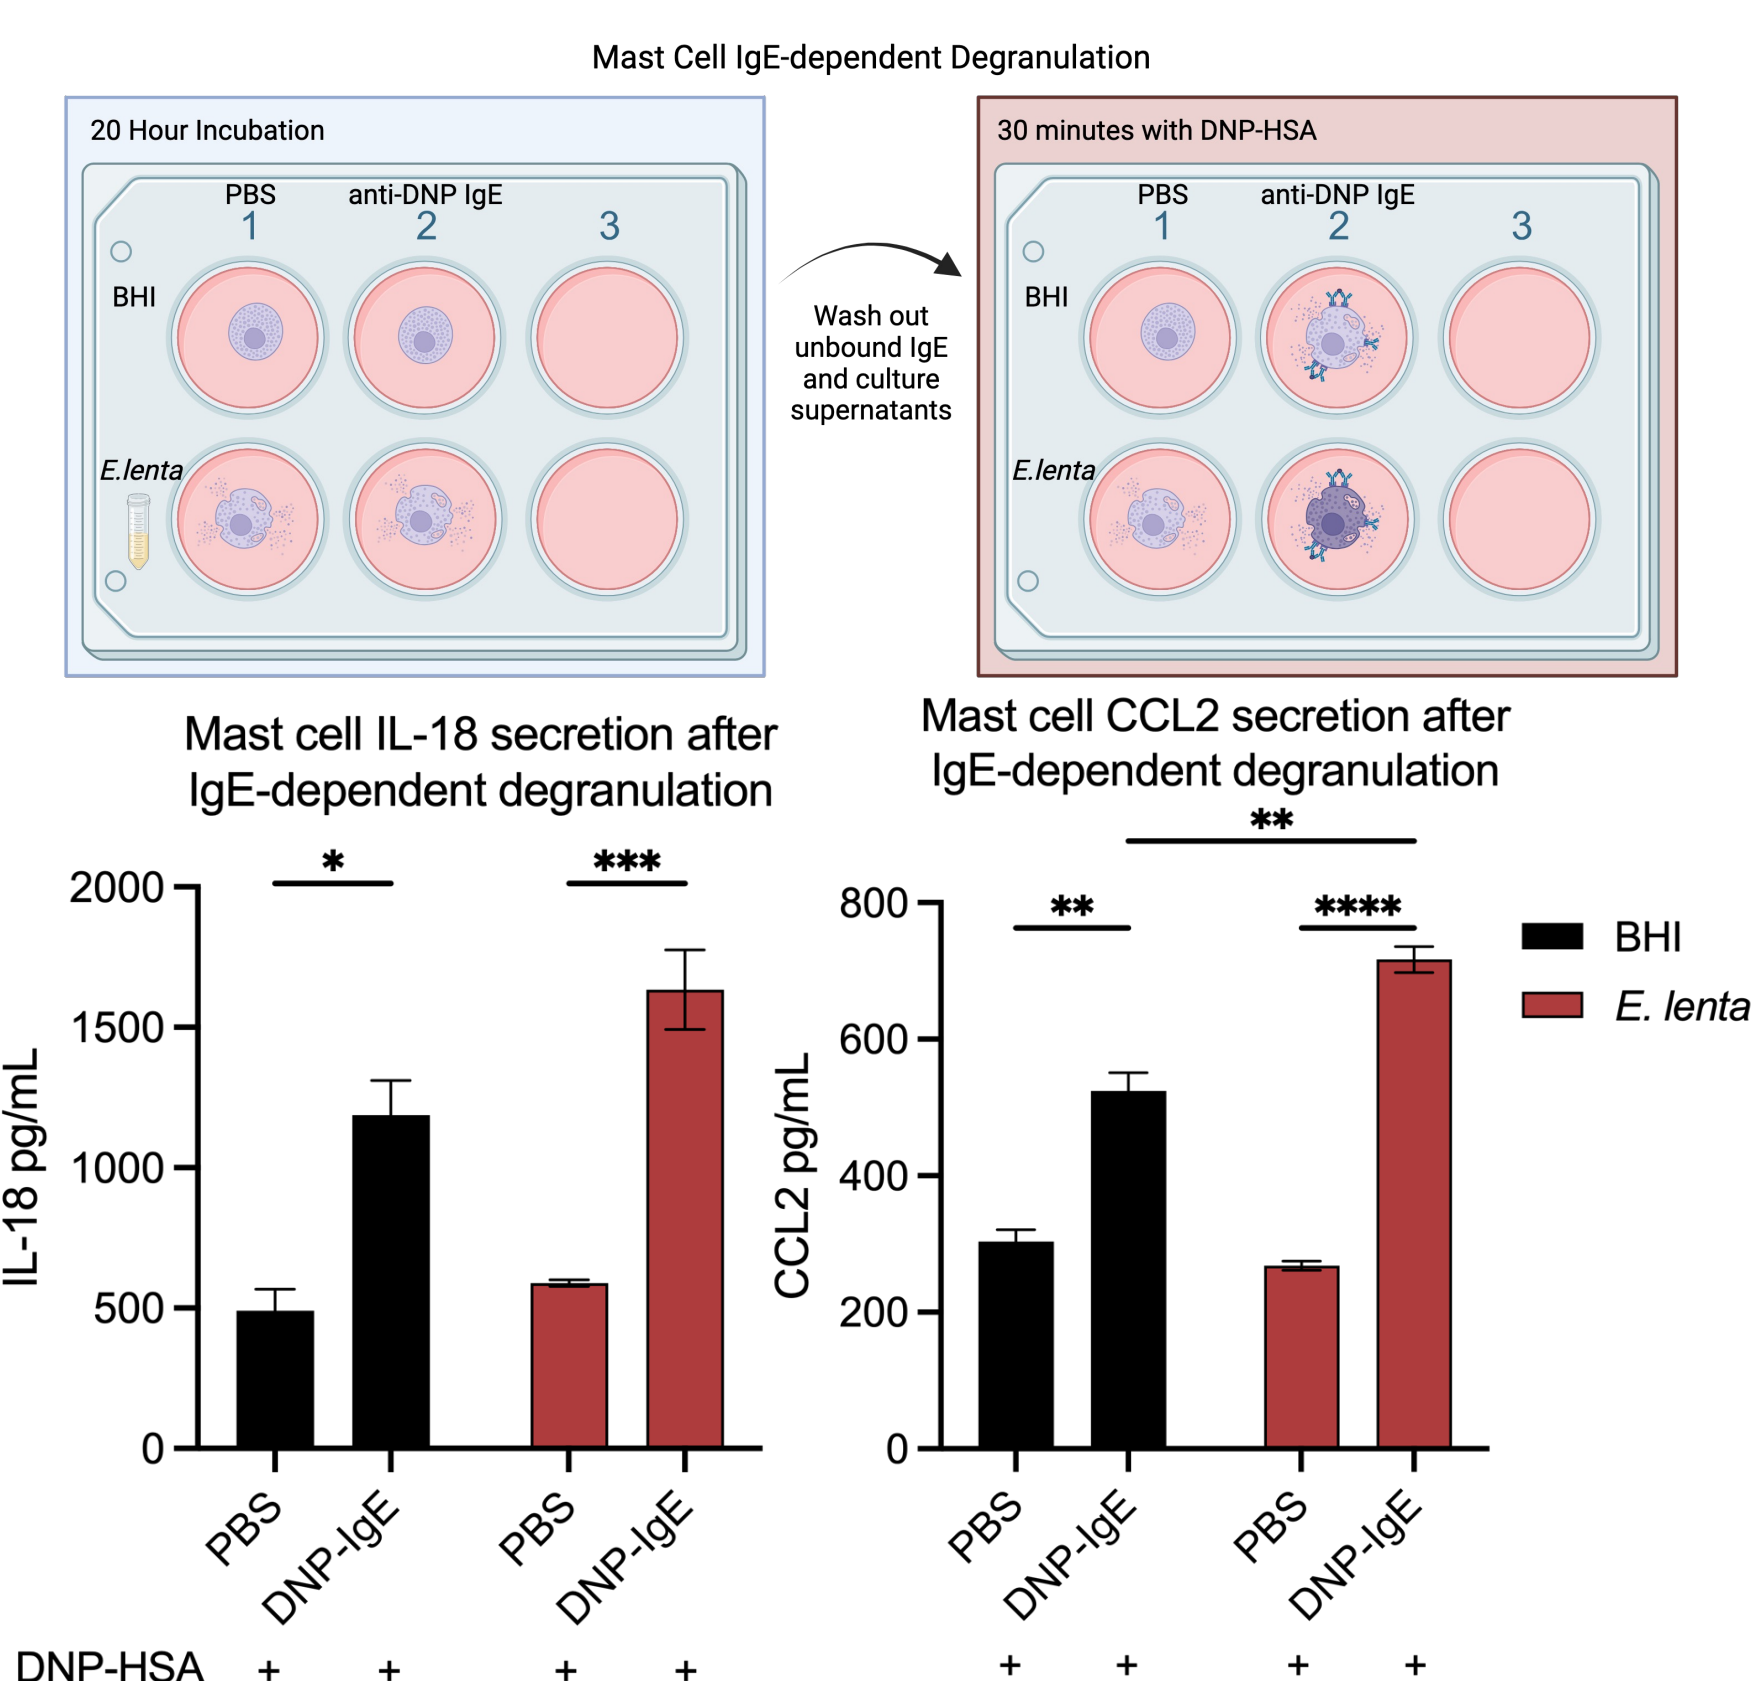 Mast Cell IgE-dependent Degranulation
20 Hour Incubation
PBS anti-DNP IgE
1 2 3
BHI
E.lenta
Wash out
unbound IgE
and culture
supernatants
30 minutes with DNP-HSA
PBS anti-DNP IgE
1 2 3
BHI
E.lenta
Mast cell IL-18 secretion after
IgE-dependent degranulation
* ***
2000
1500
1000
500
0
IL-18 pg/mL
PBS
DNP-IgE
PBS
DNP-IgE
DNP-HSA + + + +
Mast cell CCL2 secretion after
IgE-dependent degranulation
**
** ****
800
600
400
200
0
CCL2 pg/mL
PBS
DNP-IgE
PBS
DNP-IgE
+ + + +
BHI
E. lenta